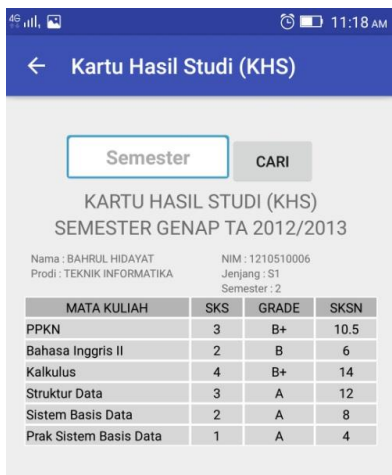 4G 11:18 AM
Kartu Hasil Studi (KHS)
Semester CARI
KARTU HASIL STUDI (KHS)
SEMESTER GENAP TA 2012/2013
Nama : BAHRUL HIDAYAT NIM : 1210510006
Prodi : TEKNIK INFORMATIKA Jenjang : S1
Semester : 2
MATA KULIAH SKS GRADE SKSN
PPKN 3 B+ 10.5
Bahasa Inggris II 2 B 6
Kalkulus 4 B+ 14
Struktur Data 3 A 12
Sistem Basis Data 2 A 8
Prak Sistem Basis Data 1 A 4